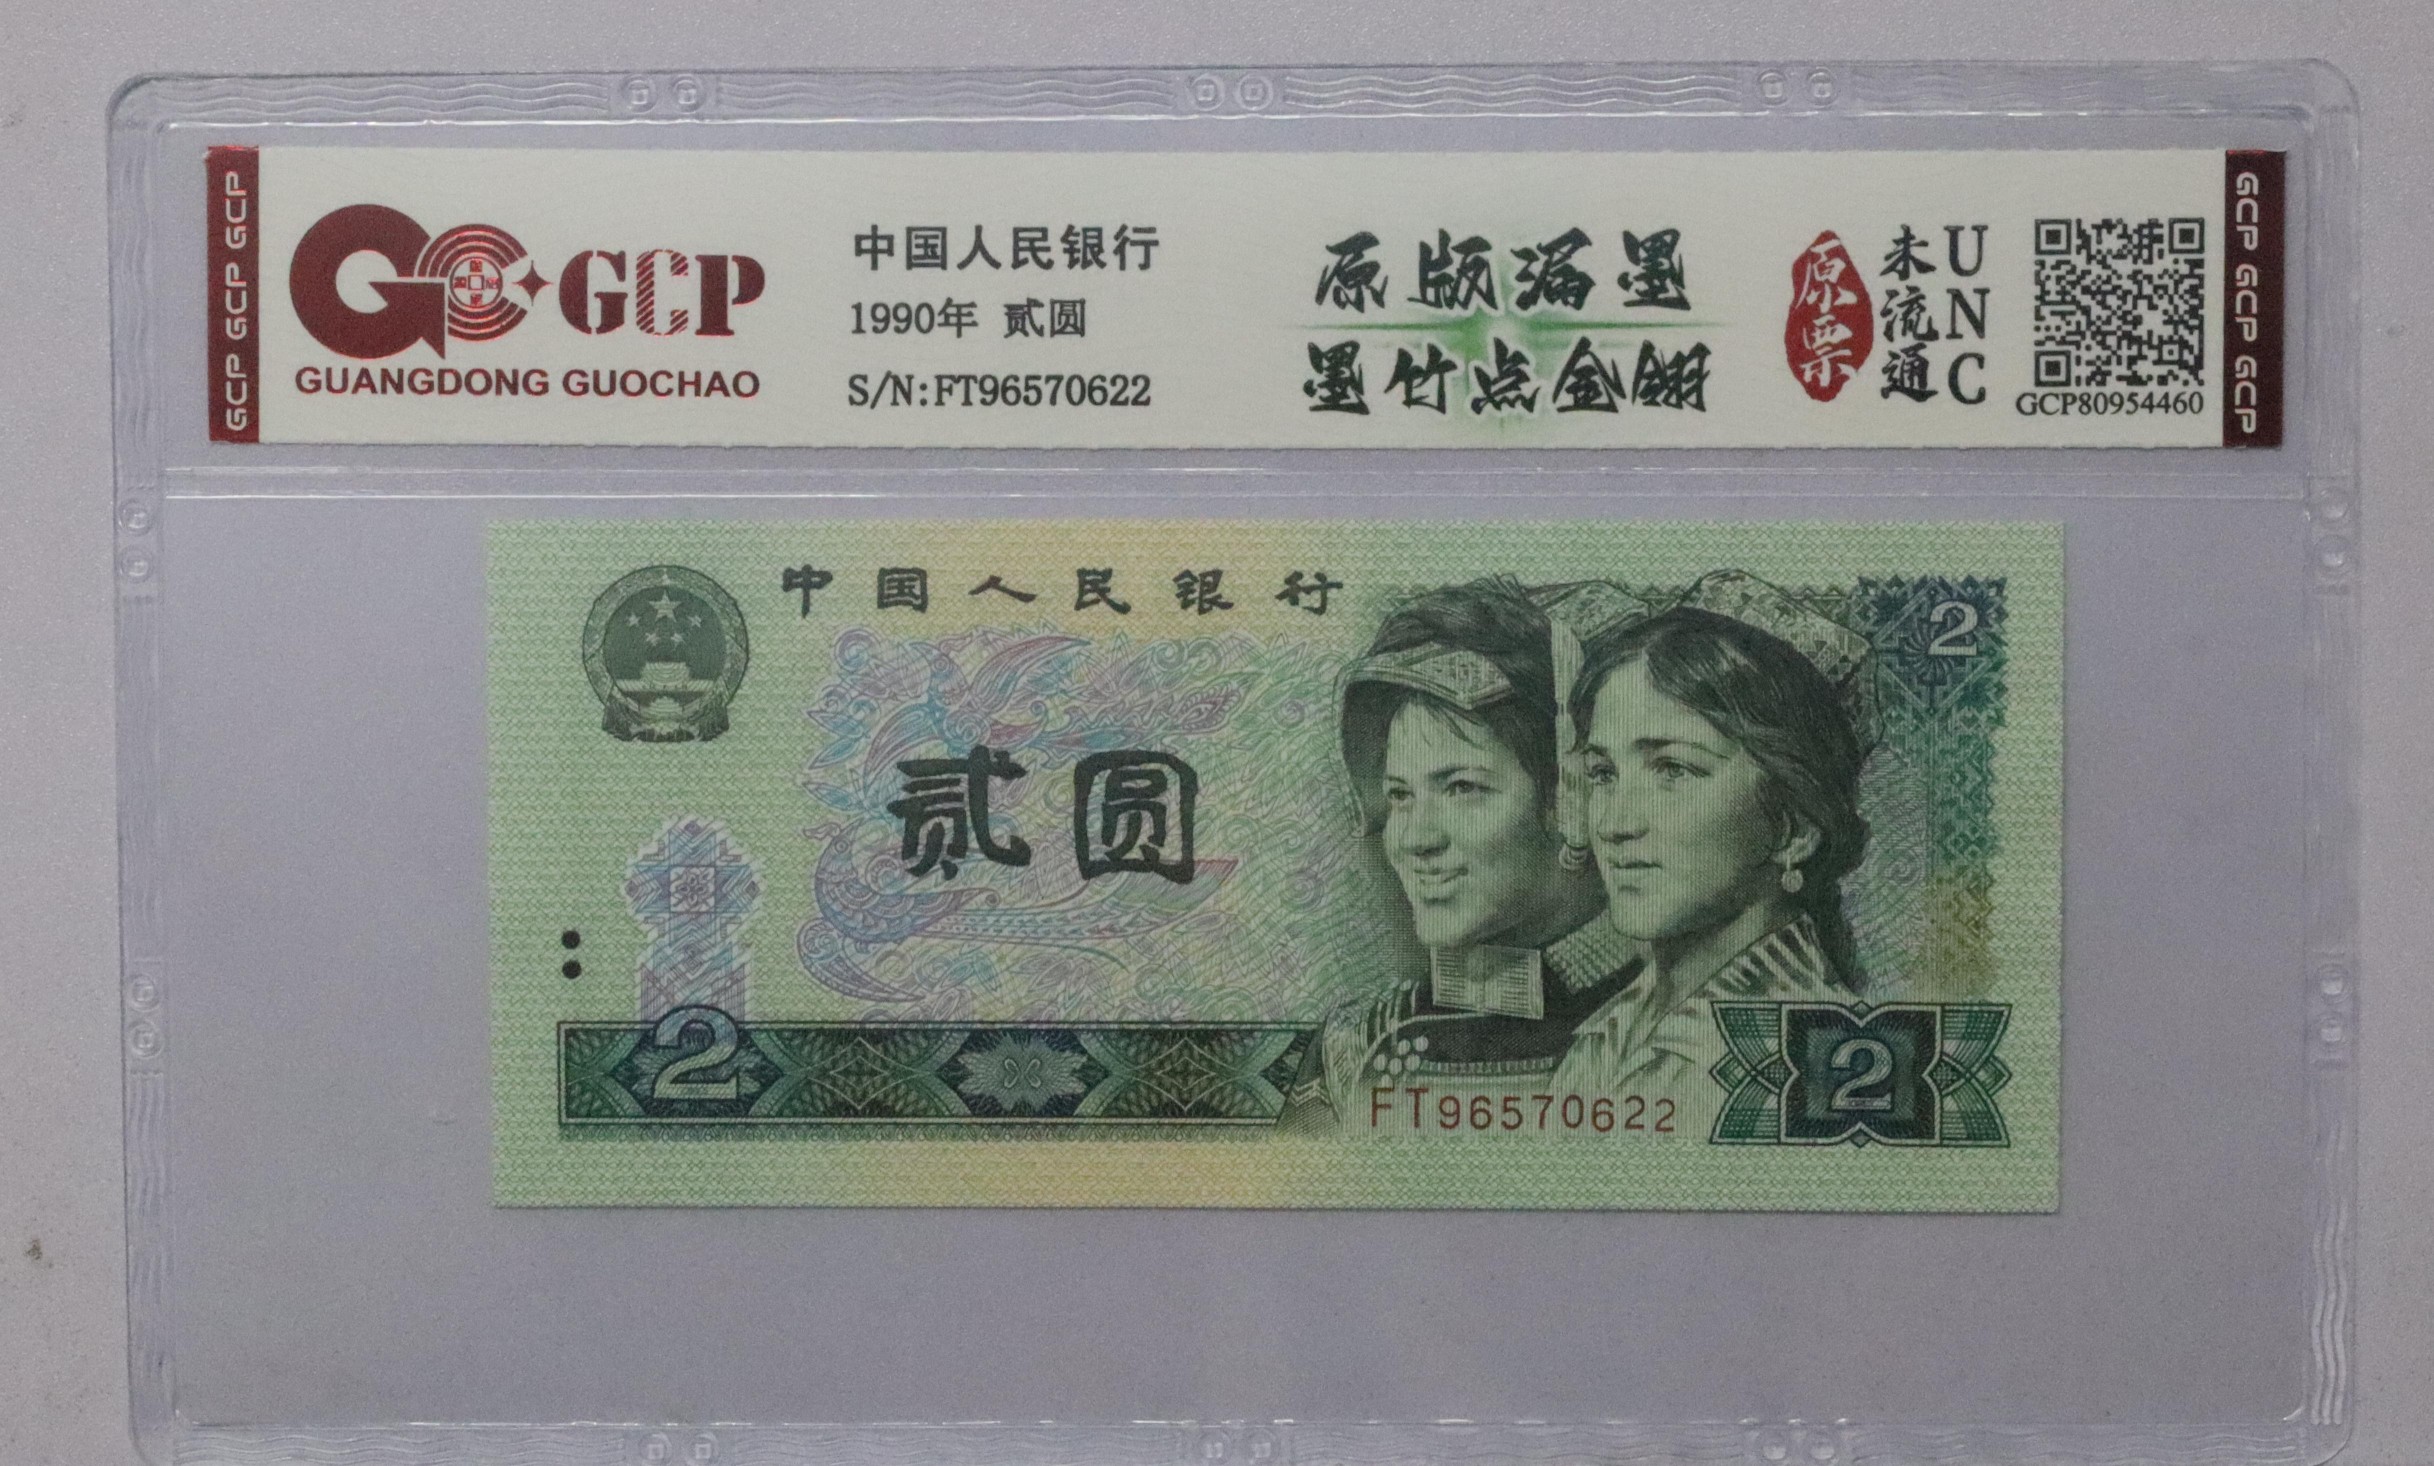 GCP GCP GCP
GCP
GUANGDONG GUOCHAO
中国人民银行
1990年 贰圆
S/N:FT96570622
原版漏墨
墨竹点金翎
原票
未流通
UNC
GCP80954460
GCP GCP GCP
中国人民银行
2
贰圆
2
2
FT96570622